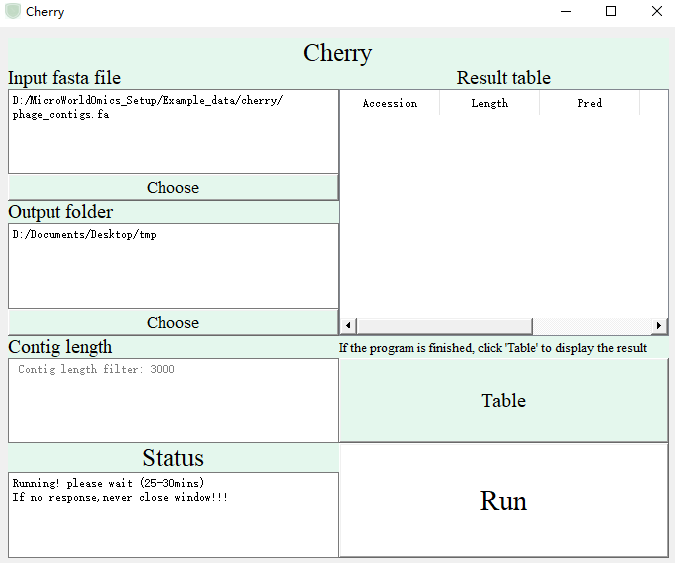 Cherry
Cherry
Input fasta file
Result table
D:/MicroWorldOmics_Setup/Example_data/cherry/
phage_contigs.fa
Accession Length Pred
Choose
Output folder
D:/Documents/Desktop/tmp
Choose
Contig length
If the program is finished, click 'Table' to display the result
Contig length filter: 3000
Table
Status
Running! please wait (25-30mins)
If no response,never close window!!!
Run